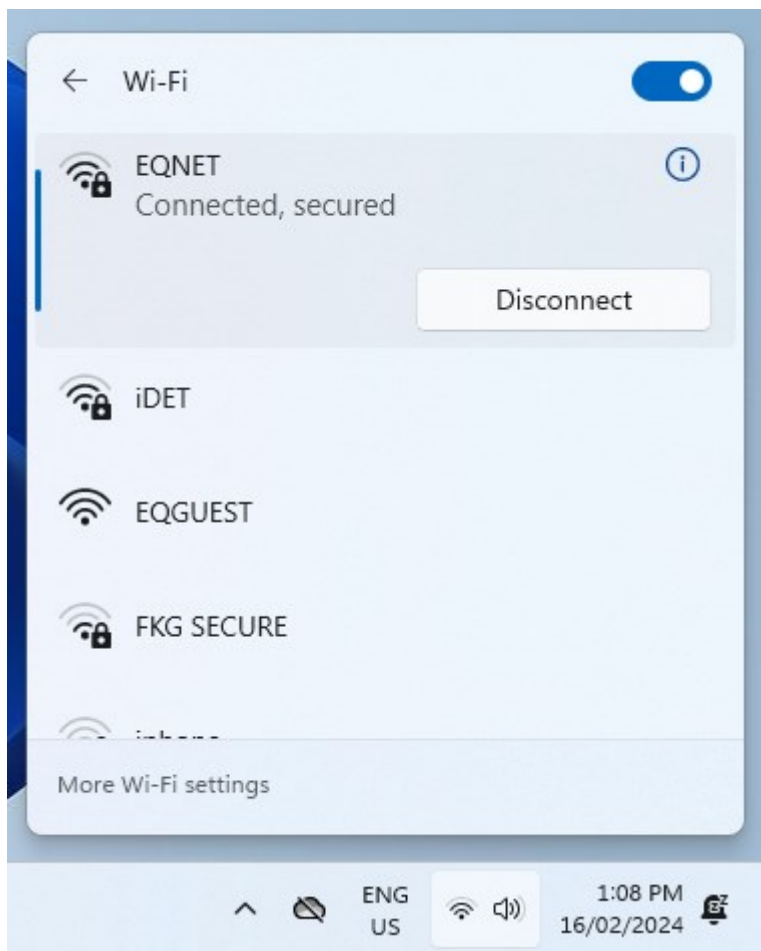 Wi-Fi
EQNET
Connected, secured
Disconnect
iDET
EQGUEST
FKG SECURE
More Wi-Fi settings
ENG
US
1:08 PM
16/02/2024